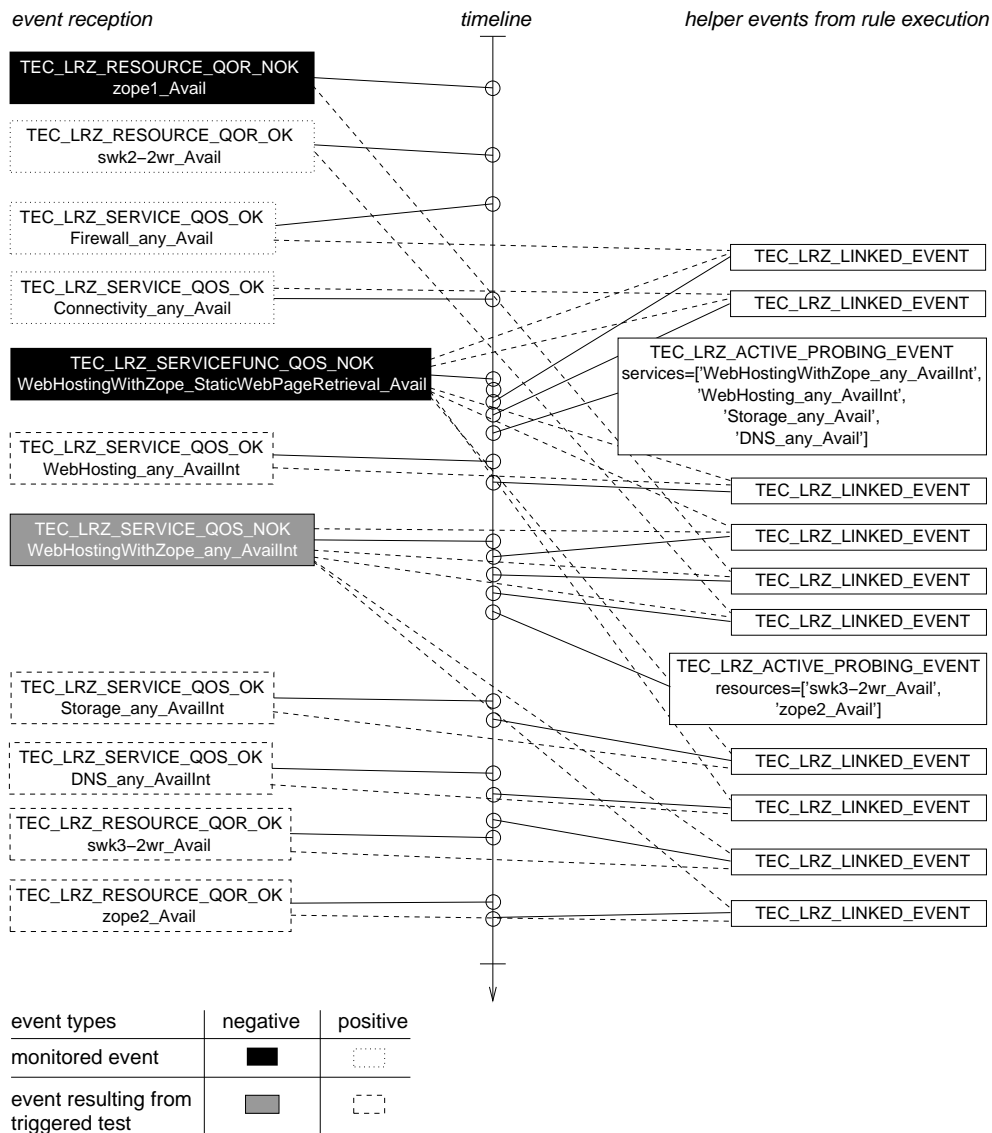 event reception
timeline
helper events from rule execution
TEC_LRZ_RESOURCE_QOR_NOK
zope1_Avail
TEC_LRZ_RESOURCE_QOR_OK
swk2−2wr_Avail
TEC_LRZ_SERVICE_QOS_OK
Firewall_any_Avail
TEC_LRZ_SERVICE_QOS_OK
Connectivity_any_Avail
TEC_LRZ_SERVICEFUNC_QOS_NOK
WebHostingWithZope_StaticWebPageRetrieval_Avail
TEC_LRZ_SERVICE_QOS_OK
WebHosting_any_AvailInt
TEC_LRZ_SERVICE_QOS_NOK
WebHostingWithZope_any_AvailInt
TEC_LRZ_SERVICE_QOS_OK
Storage_any_AvailInt
TEC_LRZ_SERVICE_QOS_OK
DNS_any_AvailInt
TEC_LRZ_RESOURCE_QOR_OK
swk3−2wr_Avail
TEC_LRZ_RESOURCE_QOR_OK
zope2_Avail
TEC_LRZ_LINKED_EVENT
TEC_LRZ_LINKED_EVENT
TEC_LRZ_ACTIVE_PROBING_EVENT
services=['WebHostingWithZope_any_AvailInt',
'WebHosting_any_AvailInt',
'Storage_any_Avail',
'DNS_any_Avail']
TEC_LRZ_LINKED_EVENT
TEC_LRZ_LINKED_EVENT
TEC_LRZ_LINKED_EVENT
TEC_LRZ_LINKED_EVENT
TEC_LRZ_ACTIVE_PROBING_EVENT
resources=['swk3−2wr_Avail',
'zope2_Avail']
TEC_LRZ_LINKED_EVENT
TEC_LRZ_LINKED_EVENT
TEC_LRZ_LINKED_EVENT
TEC_LRZ_LINKED_EVENT
event types
negative
positive
monitored event
event resulting from
triggered test